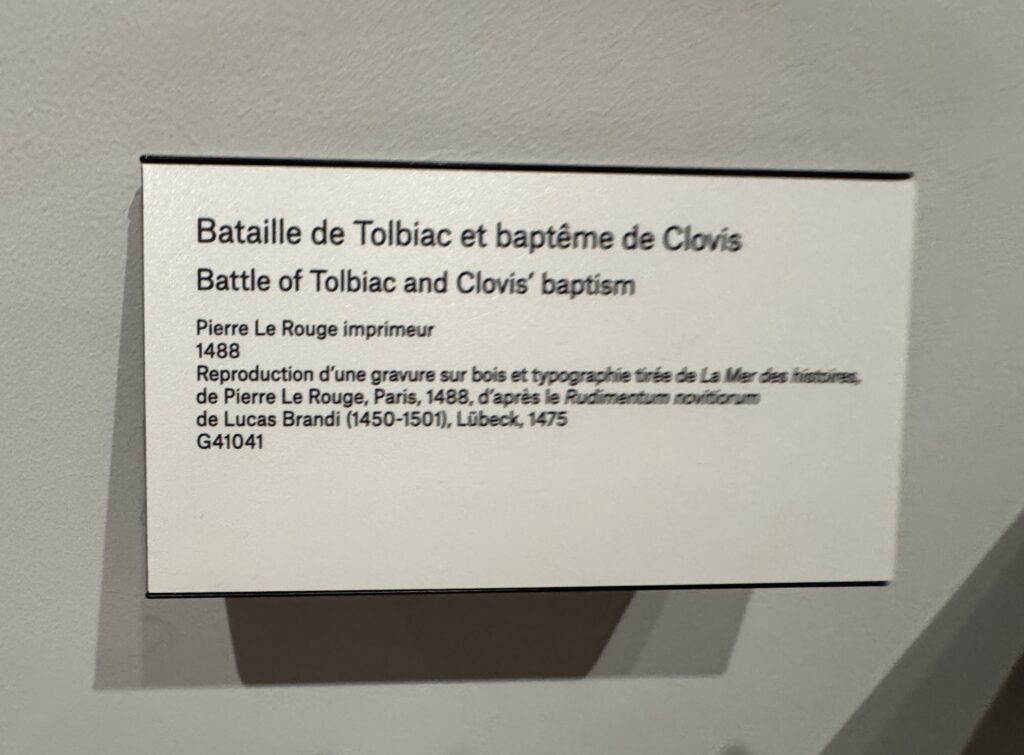 Bataille de Tolbiac et baptême de Clovis
Battle of Tolbiac and Clovis’ baptism
Pierre Le Rouge imprimeur
1488
Reproduction d’une gravure sur bois et typographie tirée de La Mer des histoires,
de Pierre Le Rouge, Paris, 1488, d’après le Rudimentum novitiorum
de Lucas Brandi (1450-1501), Lübeck, 1475
G41041